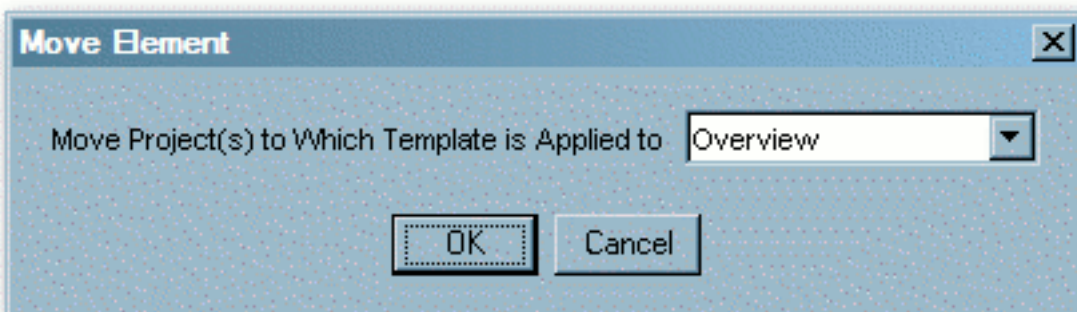 Move Element
Move Project(s) to Which Template is Applied to Overview
OK Cancel